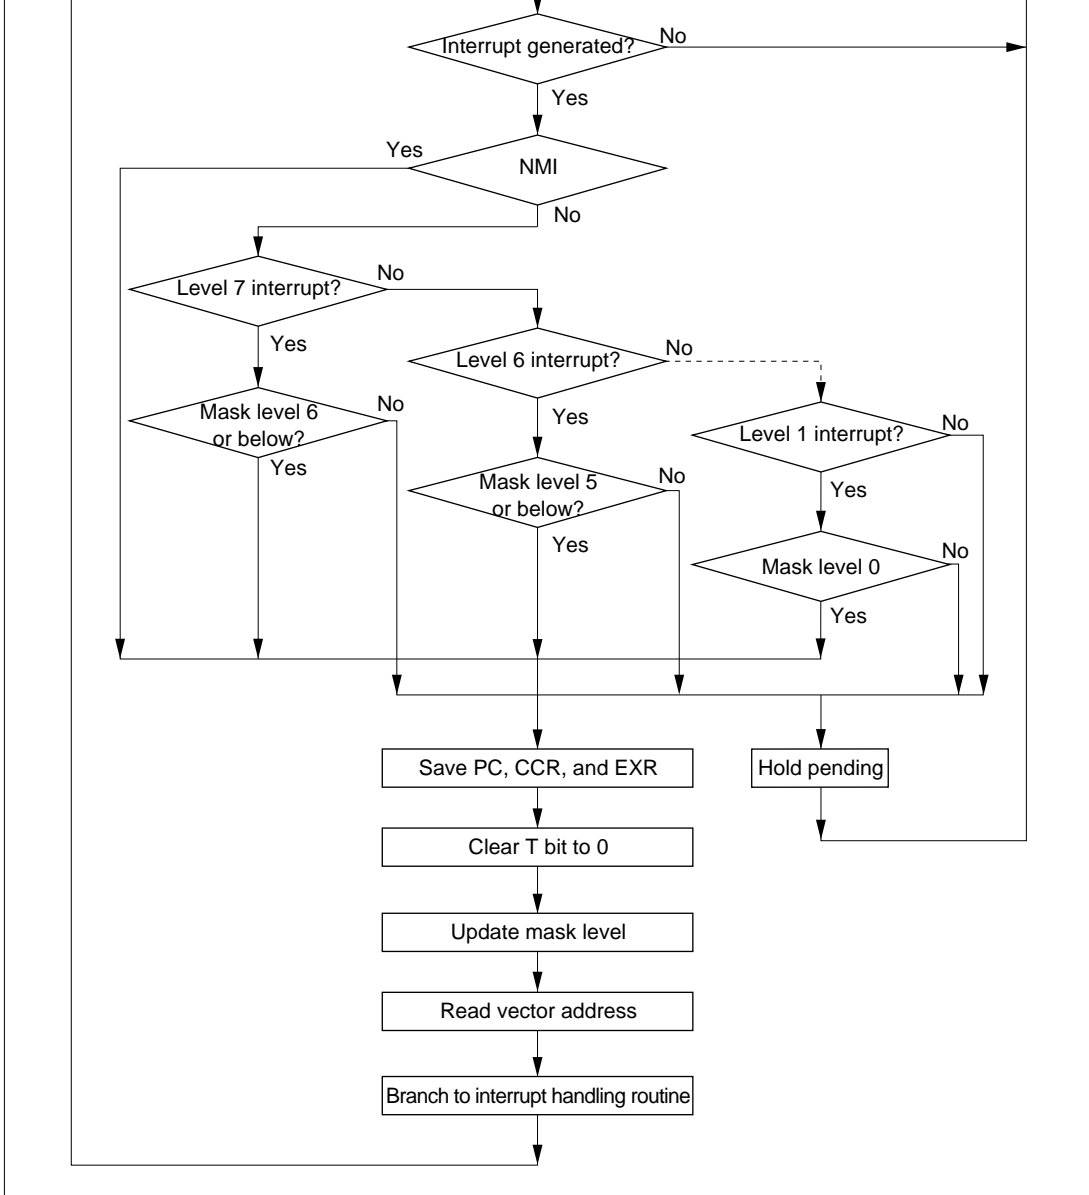 Interrupt generated?
No
Yes
Yes
NMI
No
Level 7 interrupt?
No
Yes
Level 6 interrupt?
No
Yes
Mask level 6
or below?
No
Yes
Level 1 interrupt?
No
Yes
Mask level 5
or below?
No
Yes
Mask level 0
No
Yes
Save PC, CCR, and EXR
Hold pending
Clear T bit to 0
Update mask level
Read vector address
Branch to interrupt handling routine